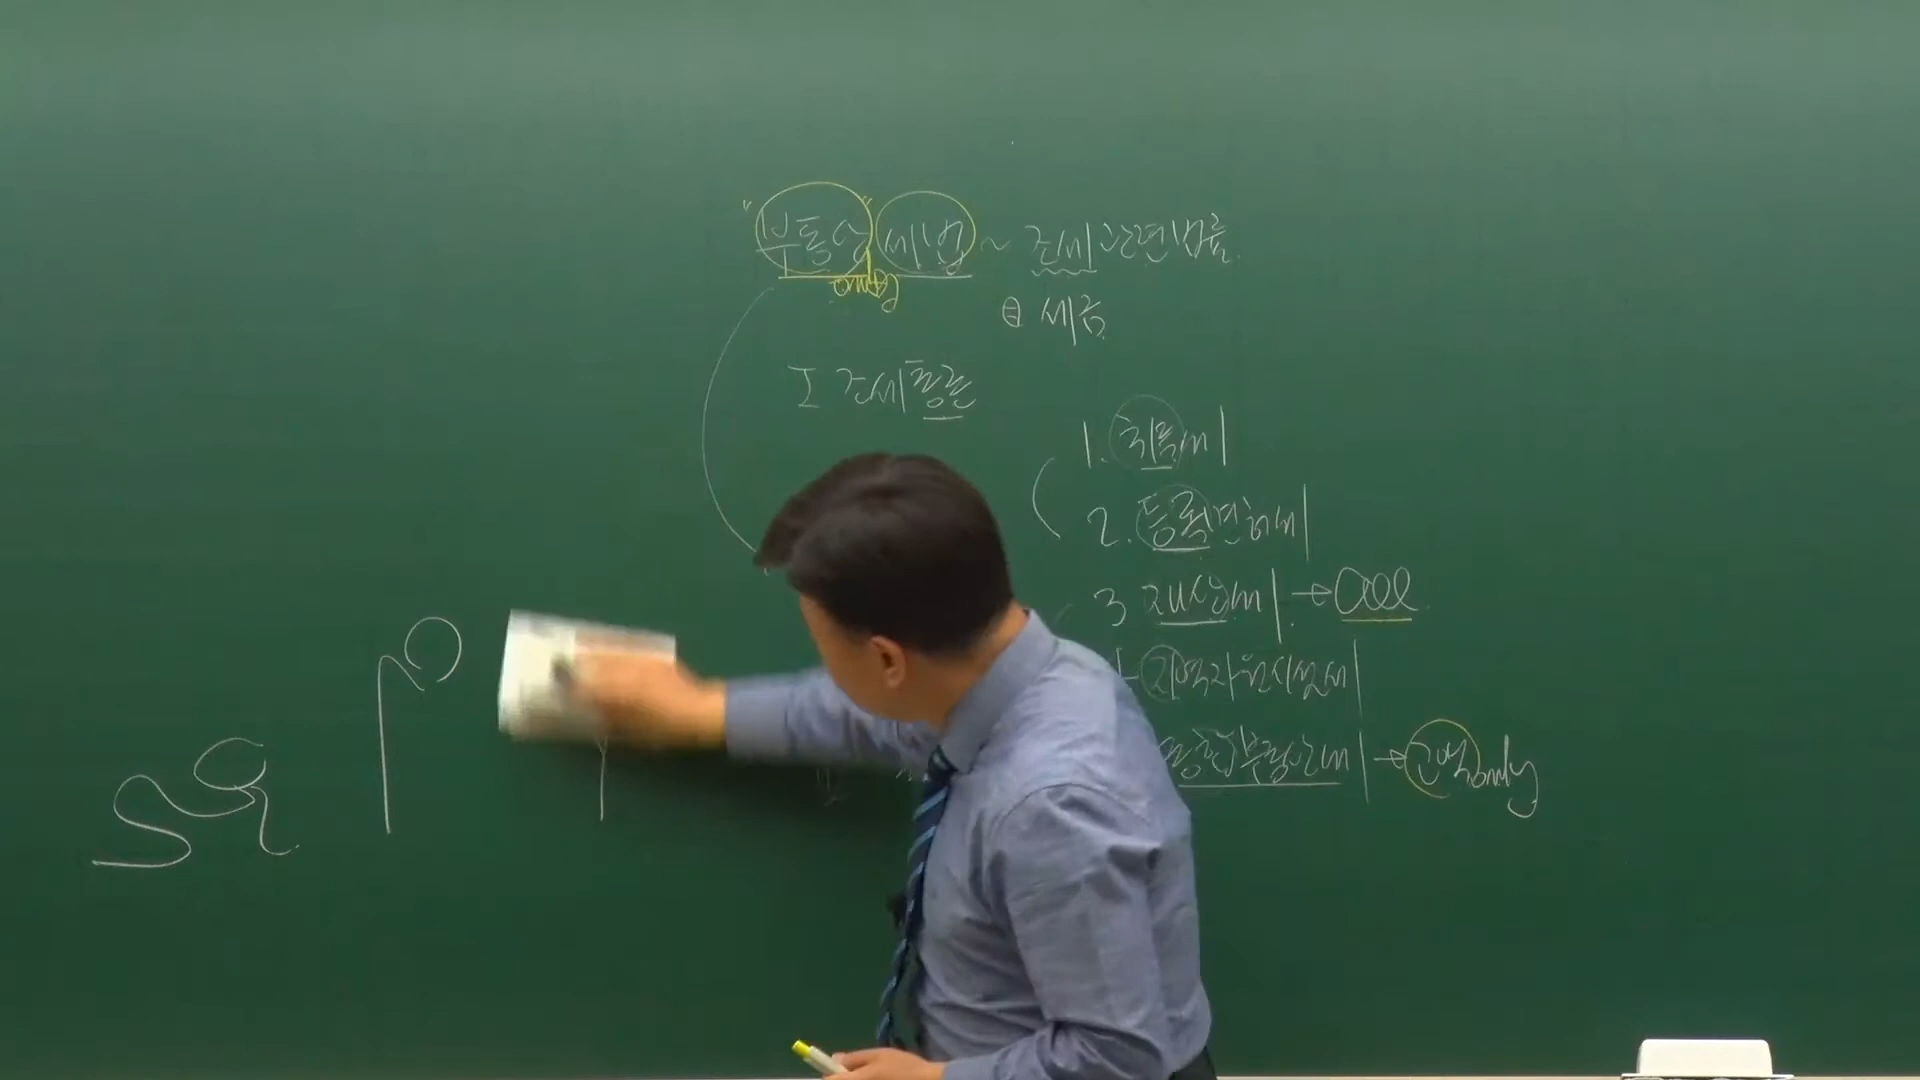 "부동산" 세법 ~ 조세 관련 법률
only
⊜ 세금
I 조세총론
1. 취득세
2. 등록면허세
3 재산세 → all
지역자원시설세
종합부동산세 → only